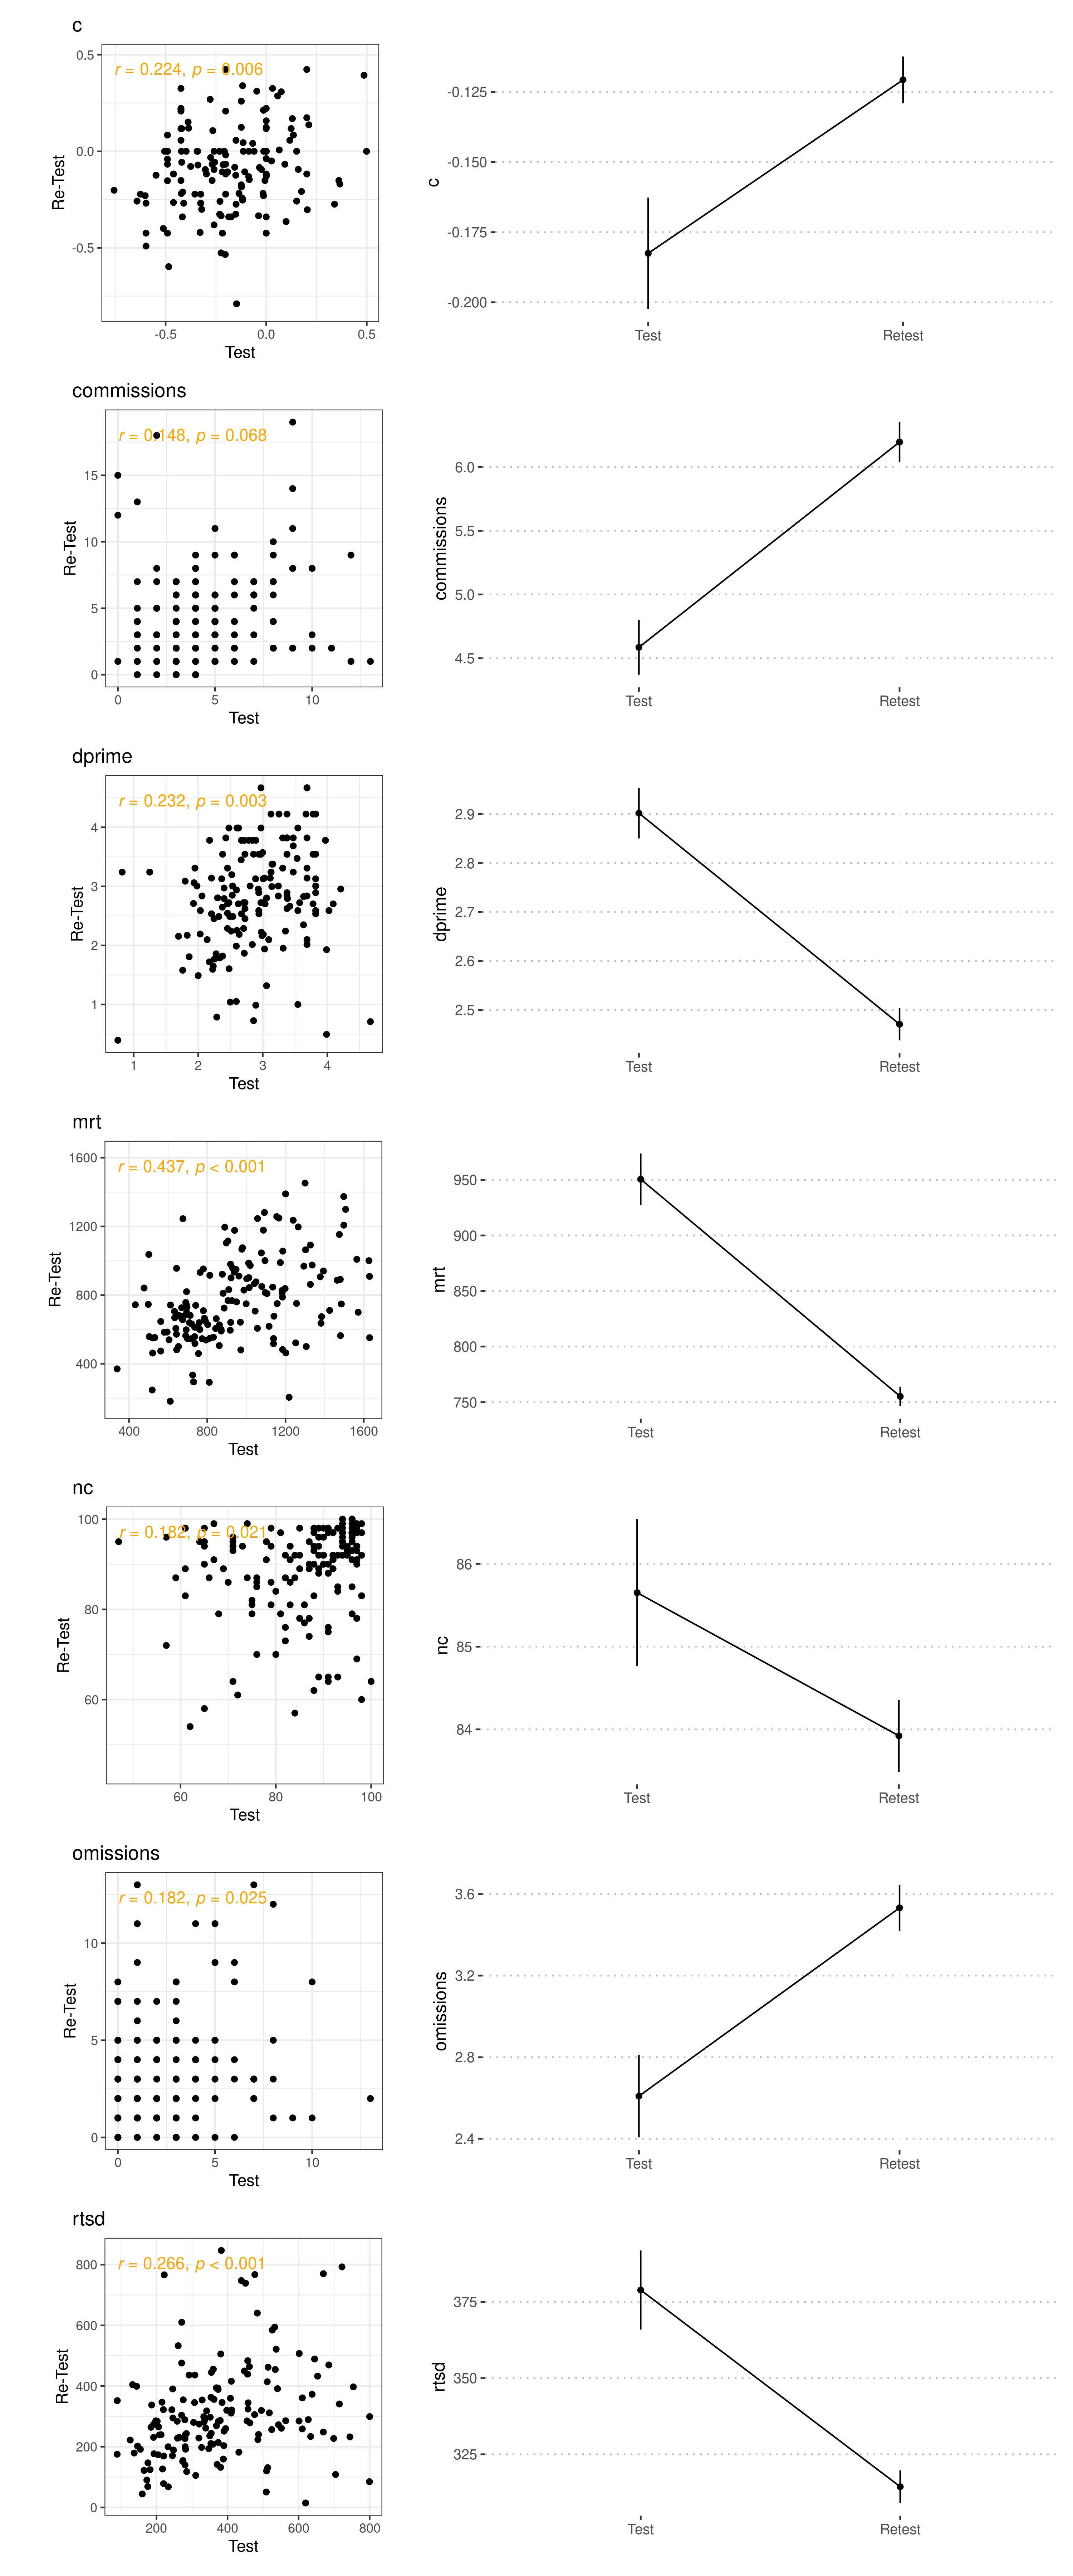 c
r = 0.224, p = 0.006
0.5
0.0
-0.5
Re-Test
-0.5 0.0 0.5
Test
-0.125
-0.150
-0.175
-0.200
c
Test Retest
commissions
r = 0.148, p = 0.068
15
10
5
0
Re-Test
0 5 10
Test
6.0
5.5
5.0
4.5
commissions
Test Retest
dprime
r = 0.232, p = 0.003
4
3
2
1
Re-Test
1 2 3 4
Test
2.9
2.8
2.7
2.6
2.5
dprime
Test Retest
mrt
r = 0.437, p < 0.001
1600
1200
800
400
Re-Test
400 800 1200 1600
Test
950
900
850
800
750
mrt
Test Retest
nc
r = 0.182, p = 0.021
100
80
60
Re-Test
60 80 100
Test
86
85
84
nc
Test Retest
omissions
r = 0.182, p = 0.025
10
5
0
Re-Test
0 5 10
Test
3.6
3.2
2.8
2.4
omissions
Test Retest
rtsd
r = 0.266, p < 0.001
800
600
400
200
0
Re-Test
200 400 600 800
Test
375
350
325
rtsd
Test Retest